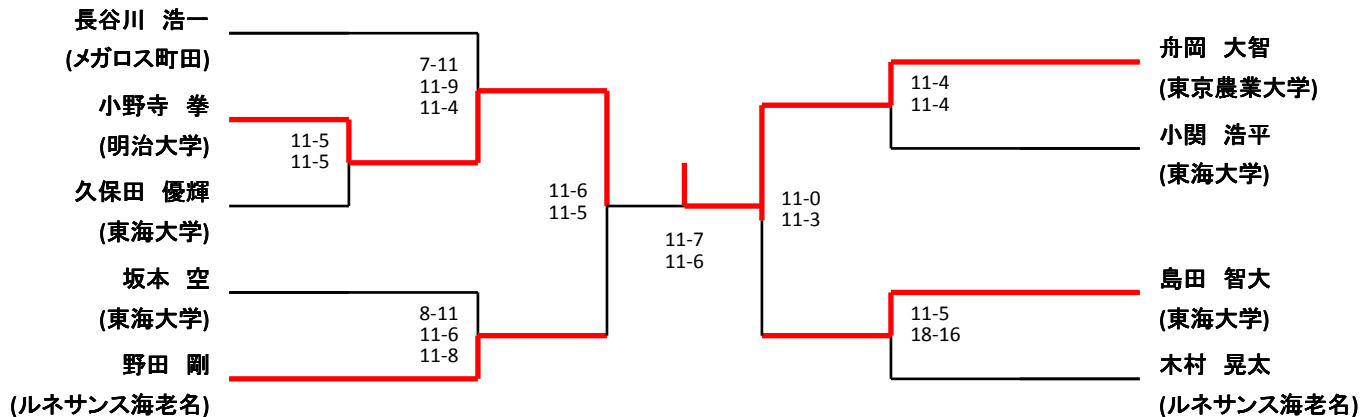 長谷川 浩一
(メガロス町田)
小野寺 拳
(明治大学)
久保田 優輝
(東海大学)
坂本 空
(東海大学)
野田 剛
(ルネサンス海老名)
11-5
11-5
7-11
11-9
11-4
8-11
11-6
11-8
11-6
11-5
11-7
11-6
11-0
11-3
11-4
11-4
11-5
18-16
舟岡 大智
(東京農業大学)
小関 浩平
(東海大学)
島田 智大
(東海大学)
木村 晃太
(ルネサンス海老名)